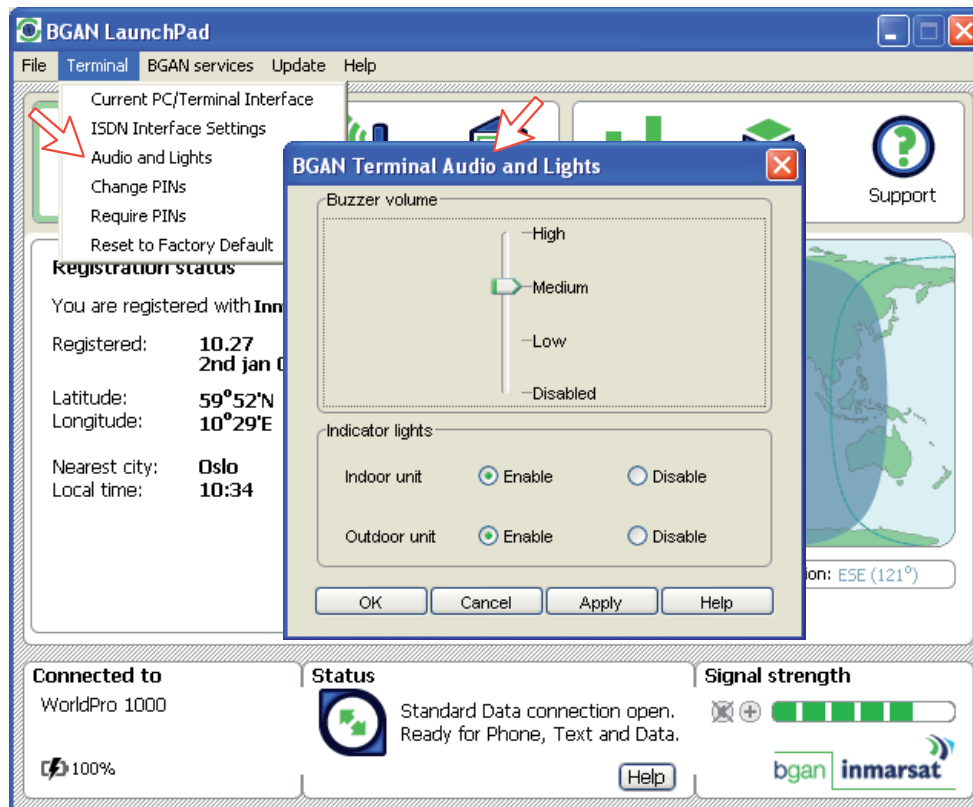 BGAN LaunchPad
File Terminal BGAN services Update Help
Current PC/Terminal Interface
ISDN Interface Settings
Audio and Lights
Change PINs
Require PINs
Reset to Factory Default
Support
BGAN Terminal Audio and Lights
Buzzer volume
High
Medium
Low
Disabled
Indicator lights
Indoor unit Enable Disable
Outdoor unit Enable Disable
OK Cancel Apply Help
Registration status
You are registered with
Registered: 10.27
2nd jan
Latitude: 59°52'N
Longitude: 10°29'E
Nearest city: Oslo
Local time: 10:34
ESE (121°)
Connected to
WorldPro 1000
100%
Status
Standard Data connection open.
Ready for Phone, Text and Data.
Help
Signal strength
bgan inmarsat